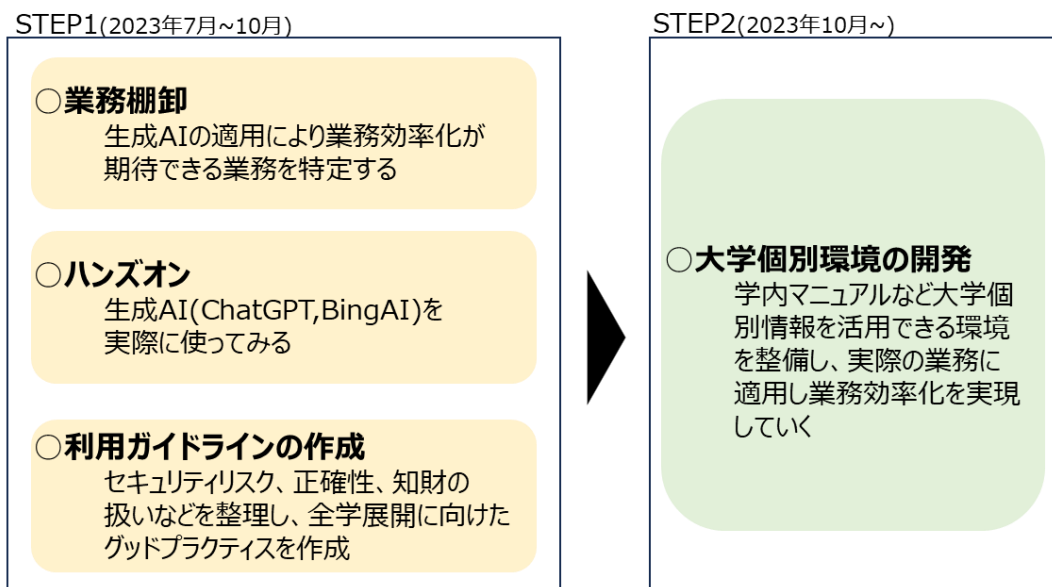 STEP1(2023年7月~10月)
○業務棚卸
生成AIの適用により業務効率化が
期待できる業務を特定する
○ハンズオン
生成AI(ChatGPT,BingAI)を
実際に使ってみる
○利用ガイドラインの作成
セキュリティリスク、正確性、知財の
扱いなどを整理し、全学展開に向けた
グッドプラクティスを作成
STEP2(2023年10月~)
○大学個別環境の開発
学内マニュアルなど大学個
別情報を活用できる環境
を整備し、実際の業務に
適用し業務効率化を実現
していく